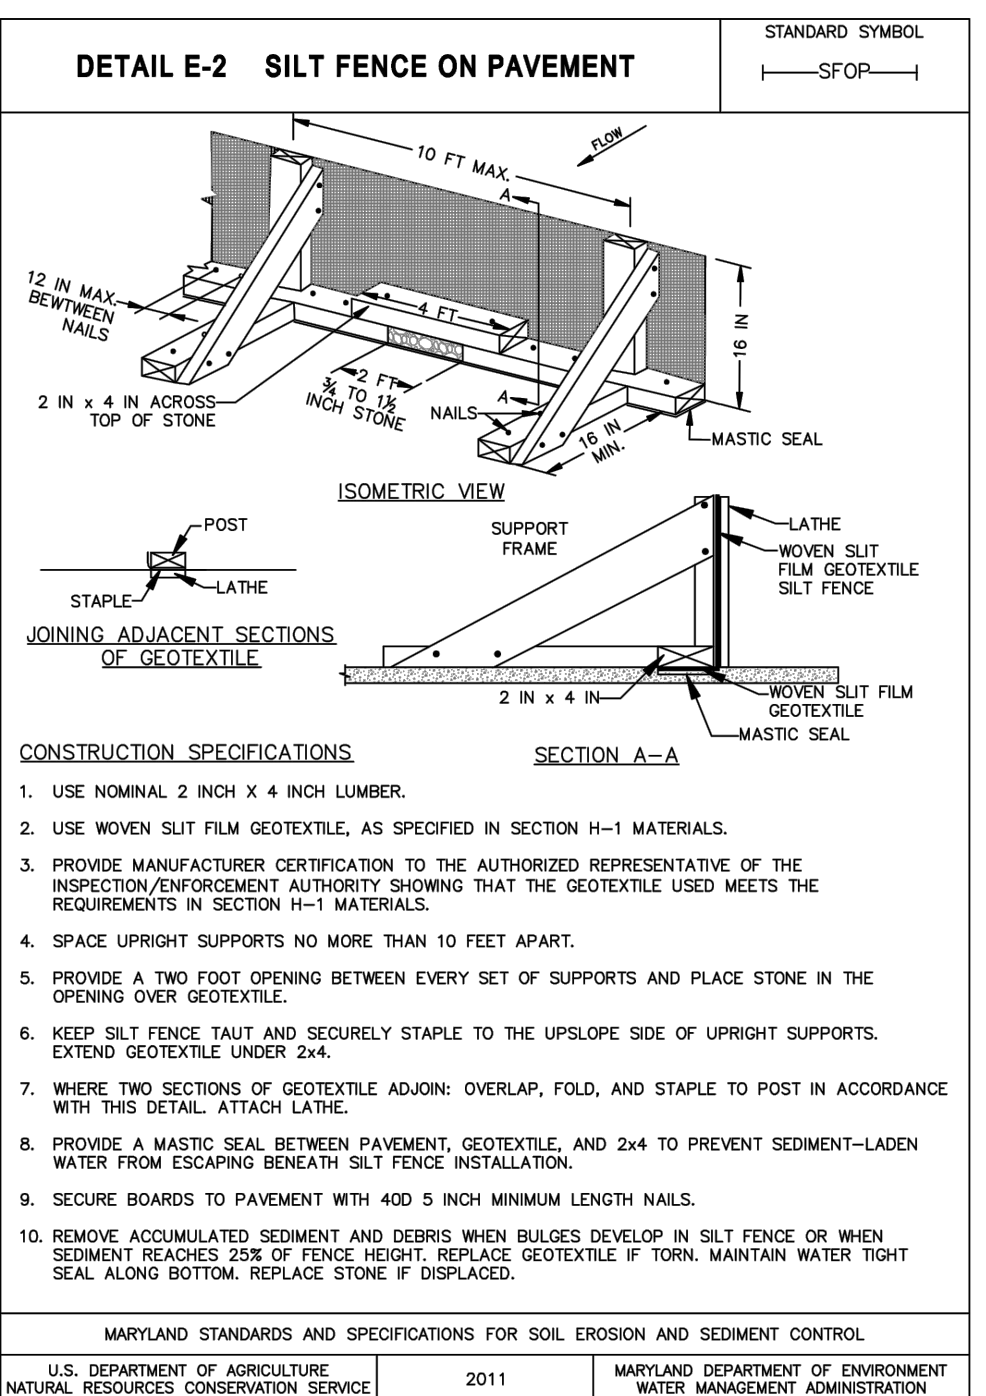 DETAIL E-2 SILT FENCE ON PAVEMENT
STANDARD SYMBOL
SFOP
FLOW
10 FT MAX.
A
12 IN MAX.
BEWTWEEN
NAILS
4 FT
16 IN
2 FT
3/4 TO 1 1/2
INCH STONE
A
2 IN x 4 IN ACROSS
TOP OF STONE
NAILS
16 IN
MIN.
MASTIC SEAL
ISOMETRIC VIEW
POST
LATHE
STAPLE
JOINING ADJACENT SECTIONS
OF GEOTEXTILE
SUPPORT
FRAME
LATHE
WOVEN SLIT
FILM GEOTEXTILE
SILT FENCE
2 IN x 4 IN
WOVEN SLIT FILM
GEOTEXTILE
MASTIC SEAL
SECTION A-A
CONSTRUCTION SPECIFICATIONS
1. USE NOMINAL 2 INCH X 4 INCH LUMBER.
2. USE WOVEN SLIT FILM GEOTEXTILE, AS SPECIFIED IN SECTION H-1 MATERIALS.
3. PROVIDE MANUFACTURER CERTIFICATION TO THE AUTHORIZED REPRESENTATIVE OF THE
INSPECTION/ENFORCEMENT AUTHORITY SHOWING THAT THE GEOTEXTILE USED MEETS THE
REQUIREMENTS IN SECTION H-1 MATERIALS.
4. SPACE UPRIGHT SUPPORTS NO MORE THAN 10 FEET APART.
5. PROVIDE A TWO FOOT OPENING BETWEEN EVERY SET OF SUPPORTS AND PLACE STONE IN THE
OPENING OVER GEOTEXTILE.
6. KEEP SILT FENCE TAUT AND SECURELY STAPLE TO THE UPSLOPE SIDE OF UPRIGHT SUPPORTS.
EXTEND GEOTEXTILE UNDER 2x4.
7. WHERE TWO SECTIONS OF GEOTEXTILE ADJOIN: OVERLAP, FOLD, AND STAPLE TO POST IN ACCORDANCE
WITH THIS DETAIL. ATTACH LATHE.
8. PROVIDE A MASTIC SEAL BETWEEN PAVEMENT, GEOTEXTILE, AND 2x4 TO PREVENT SEDIMENT-LADEN
WATER FROM ESCAPING BENEATH SILT FENCE INSTALLATION.
9. SECURE BOARDS TO PAVEMENT WITH 40D 5 INCH MINIMUM LENGTH NAILS.
10. REMOVE ACCUMULATED SEDIMENT AND DEBRIS WHEN BULGES DEVELOP IN SILT FENCE OR WHEN
SEDIMENT REACHES 25% OF FENCE HEIGHT. REPLACE GEOTEXTILE IF TORN. MAINTAIN WATER TIGHT
SEAL ALONG BOTTOM. REPLACE STONE IF DISPLACED.
MARYLAND STANDARDS AND SPECIFICATIONS FOR SOIL EROSION AND SEDIMENT CONTROL
U.S. DEPARTMENT OF AGRICULTURE
NATURAL RESOURCES CONSERVATION SERVICE
2011
MARYLAND DEPARTMENT OF ENVIRONMENT
WATER MANAGEMENT ADMINISTRATION